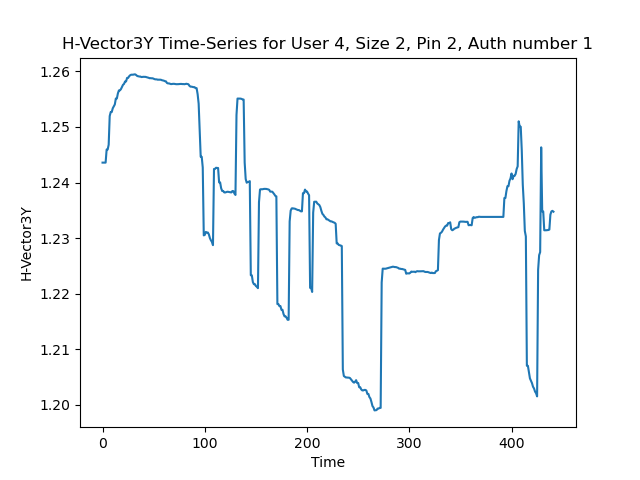 H-Vector3Y Time-Series for User 4, Size 2, Pin 2, Auth number 1
1.26
1.25
1.24
1.23
1.22
1.21
1.20
H-Vector3Y
0 100 200 300 400
Time